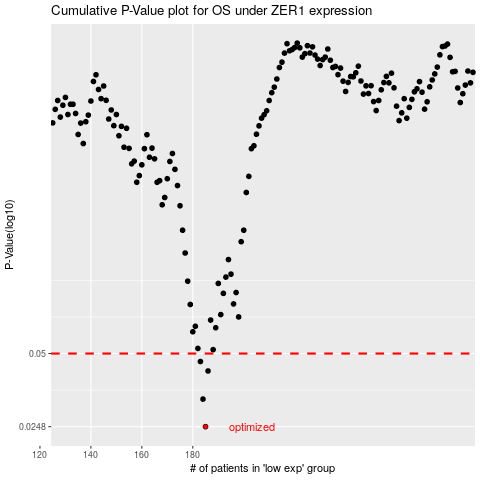 Cumulative P-Value plot for OS under ZER1 expression
P-Value(log10)
0.05
0.0248
optimized
120 140 160 180
# of patients in 'low exp' group